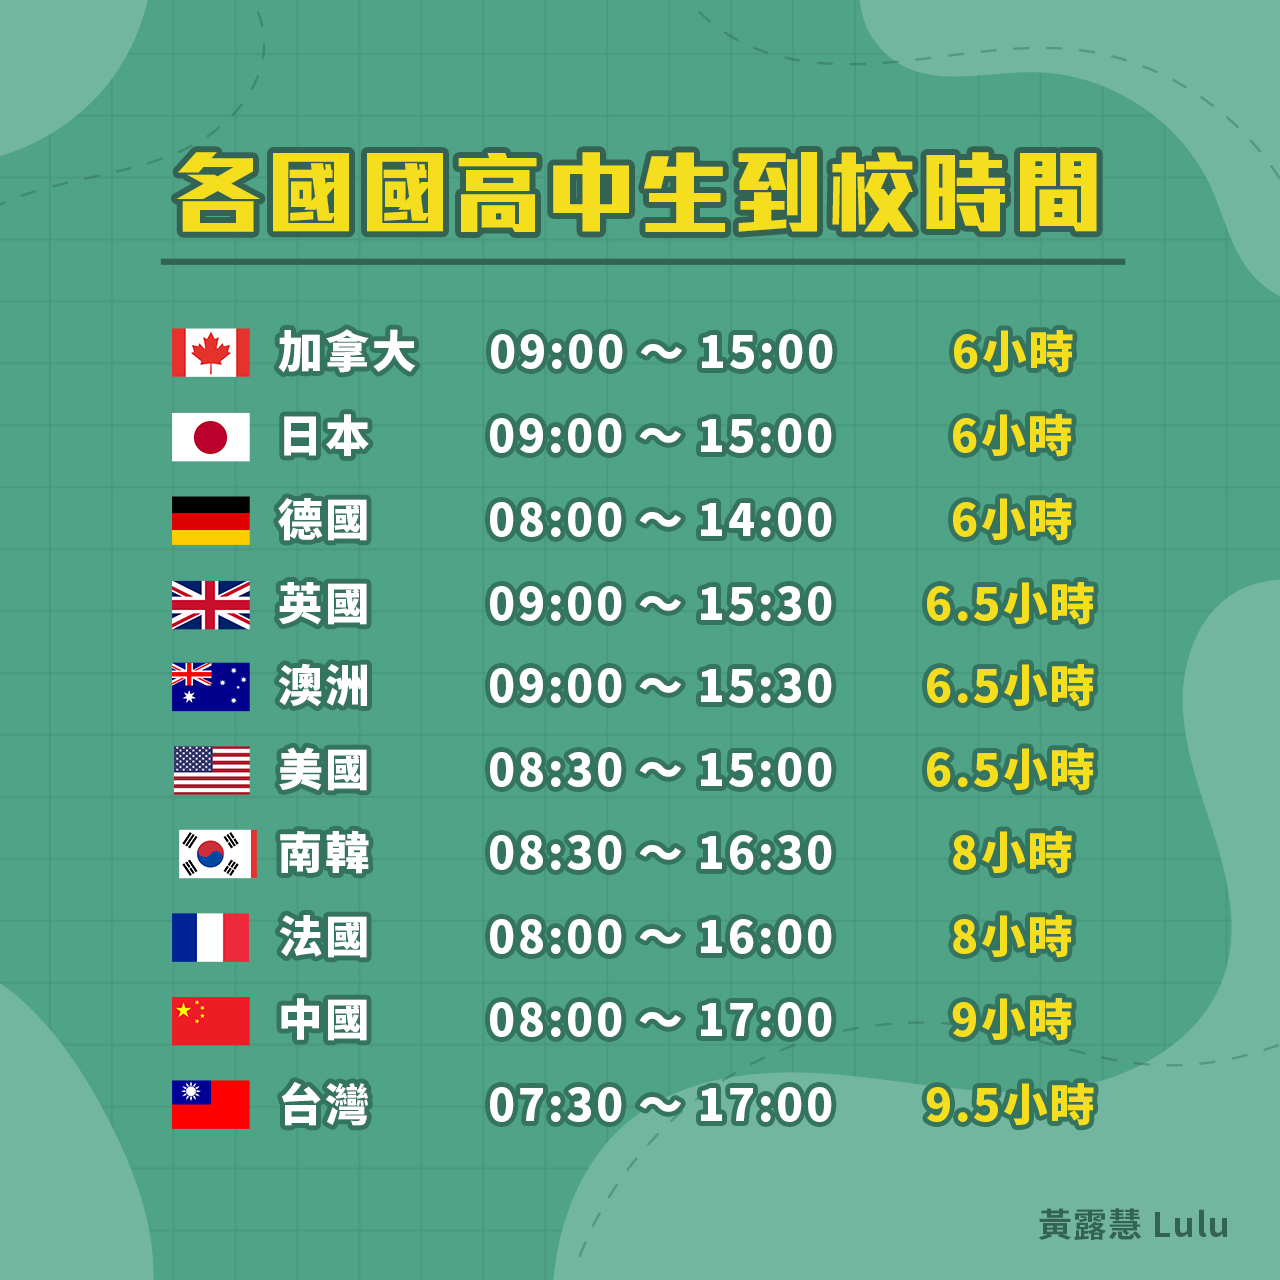 各國國高中生到校時間
加拿大 09:00 ～ 15:00 6小時
日本 09:00 ～ 15:00 6小時
德國 08:00 ～ 14:00 6小時
英國 09:00 ～ 15:30 6.5小時
澳洲 09:00 ～ 15:30 6.5小時
美國 08:30 ～ 15:00 6.5小時
南韓 08:30 ～ 16:30 8小時
法國 08:00 ～ 16:00 8小時
中國 08:00 ～ 17:00 9小時
台灣 07:30 ～ 17:00 9.5小時
黃露慧 Lulu